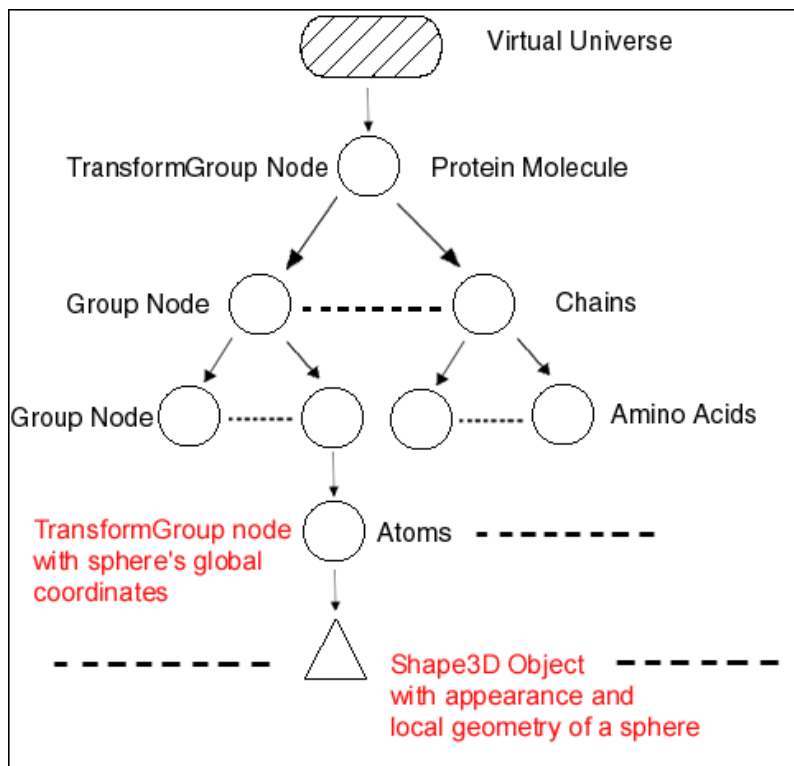 Virtual Universe
TransformGroup Node
Protein Molecule
Group Node
Chains
Group Node
Amino Acids
TransformGroup node
with sphere's global
coordinates
Atoms
Shape3D Object
with appearance and
local geometry of a sphere